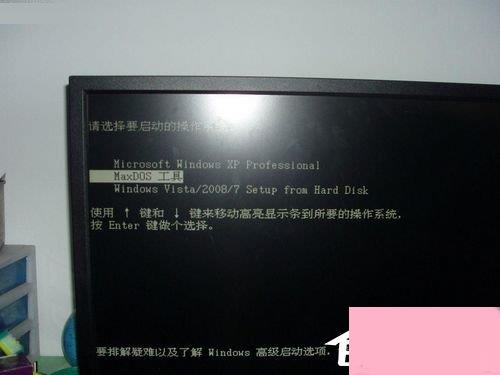 请选择要启动的操作系统:
Microsoft Windows XP Professional
MaxDOS 工具
Windows Vista/2008/7 Setup from Hard Disk
使用 ↑ 键和 ↓ 键来移动高亮显示条到所要的操作系统,
按 Enter 键做个选择。
要排解疑难以及了解 Windows 高级启动选项,